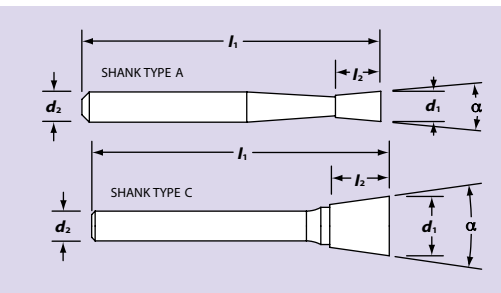 l₁
SHANK TYPE A
l₂
d₂
d₁
α
l₁
SHANK TYPE C
l₂
d₂
d₁
α